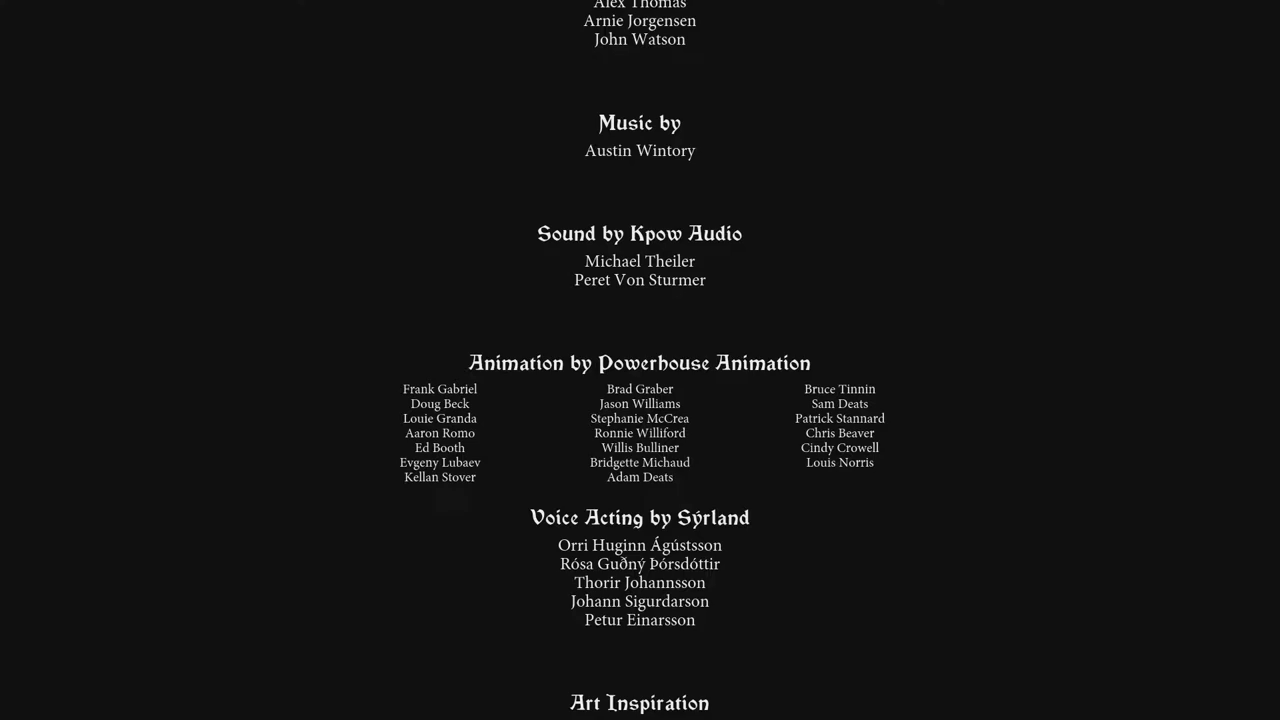 Alex Thomas
Arnie Jorgensen
John Watson
Music by
Austin Wintory
Sound by Kpow Audio
Michael Theiler
Peret Von Sturmer
Animation by Powerhouse Animation
Frank Gabriel
Doug Beck
Louie Granda
Aaron Romo
Ed Booth
Evgeny Lubaev
Kellan Stover
Brad Graber
Jason Williams
Stephanie McCrea
Ronnie Williford
Willis Bulliner
Bridgette Michaud
Adam Deats
Bruce Tinnin
Sam Deats
Patrick Stannard
Chris Beaver
Cindy Crowell
Louis Norris
Voice Acting by Sýrland
Orri Huginn Ágústsson
Rósa Guðný Þórsdóttir
Thorir Johannsson
Johann Sigurdarson
Petur Einarsson
Art Inspiration